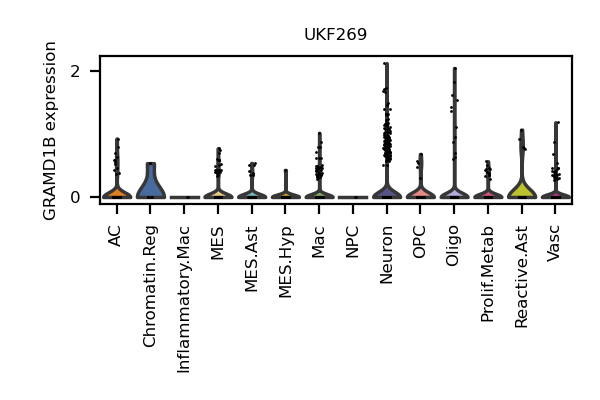 UKF269
GRAMD1B expression
2
0
AC
Chromatin.Reg
Inflammatory.Mac
MES
MES.Ast
MES.Hyp
Mac
NPC
Neuron
OPC
Oligo
Prolif.Metab
Reactive.Ast
Vasc